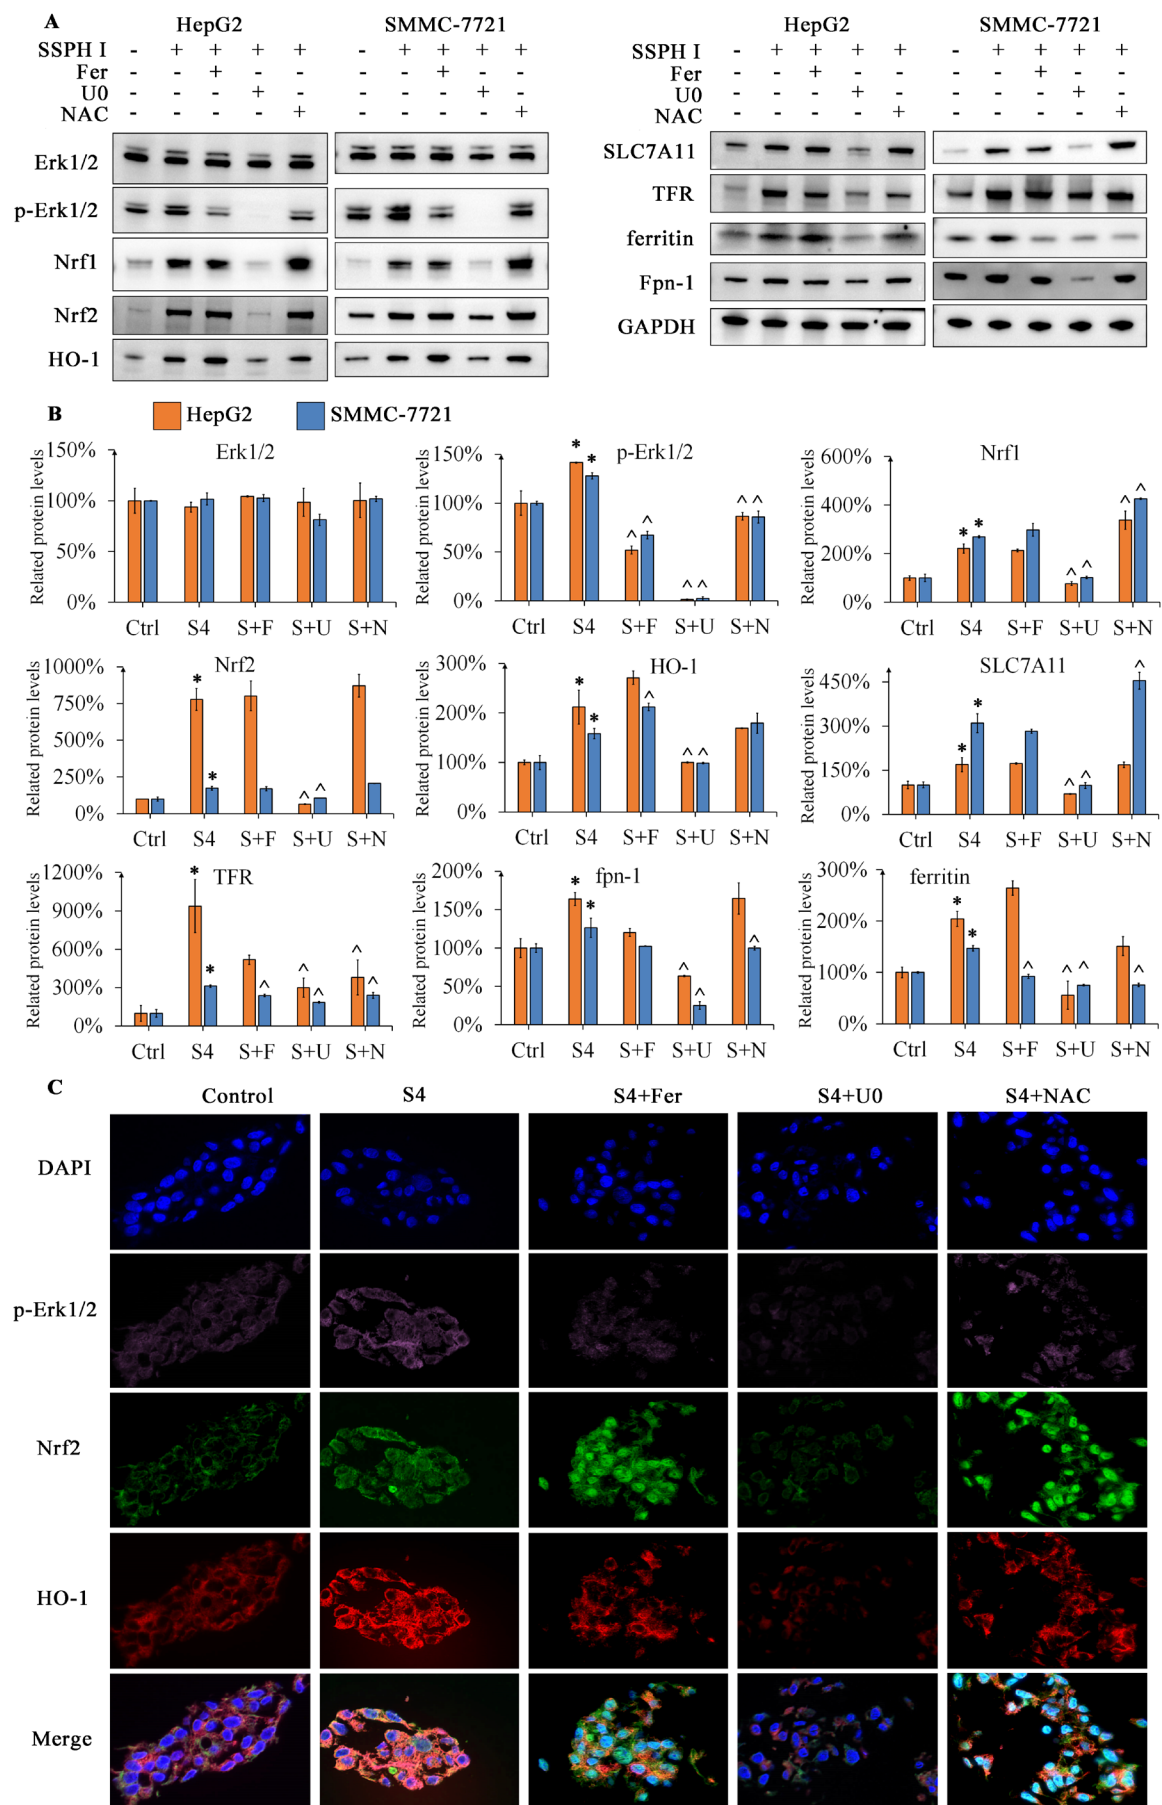 A
HepG2 SMMC-7721 HepG2 SMMC-7721
SSPH I - + + + + - + + + + SSPH I - + + + + - + + + +
Fer - - + - - - - + - - Fer - - + - - - - + - -
U0 - - - + - - - - + - U0 - - - + - - - - + -
NAC - - - - + - - - - + NAC - - - - + - - - - +
Erk1/2 SLC7A11
p-Erk1/2 TFR
Nrf1 ferritin
Nrf2 Fpn-1
HO-1 GAPDH
B HepG2 SMMC-7721
Erk1/2
Related protein levels
150%
100%
50%
0%
Ctrl S4 S+F S+U S+N
p-Erk1/2
Related protein levels
150%
100%
50%
0%
* * ^ ^ ^ ^ ^ ^
Ctrl S4 S+F S+U S+N
Nrf1
Related protein levels
600%
400%
200%
0%
* * ^ ^ ^ ^
Ctrl S4 S+F S+U S+N
Nrf2
Related protein levels
1000%
750%
500%
250%
0%
* * ^ ^
Ctrl S4 S+F S+U S+N
HO-1
Related protein levels
300%
200%
100%
0%
* * ^ ^ ^
Ctrl S4 S+F S+U S+N
SLC7A11
Related protein levels
450%
300%
150%
0%
* * ^ ^ ^
Ctrl S4 S+F S+U S+N
TFR
Related protein levels
1200%
900%
600%
300%
0%
* * ^ ^ ^ ^ ^
Ctrl S4 S+F S+U S+N
fpn-1
Related protein levels
200%
150%
100%
50%
0%
* * ^ ^ ^
Ctrl S4 S+F S+U S+N
ferritin
Related protein levels
300%
200%
100%
0%
* * ^ ^ ^ ^
Ctrl S4 S+F S+U S+N
C
Control S4 S4+Fer S4+U0 S4+NAC
DAPI
p-Erk1/2
Nrf2
HO-1
Merge